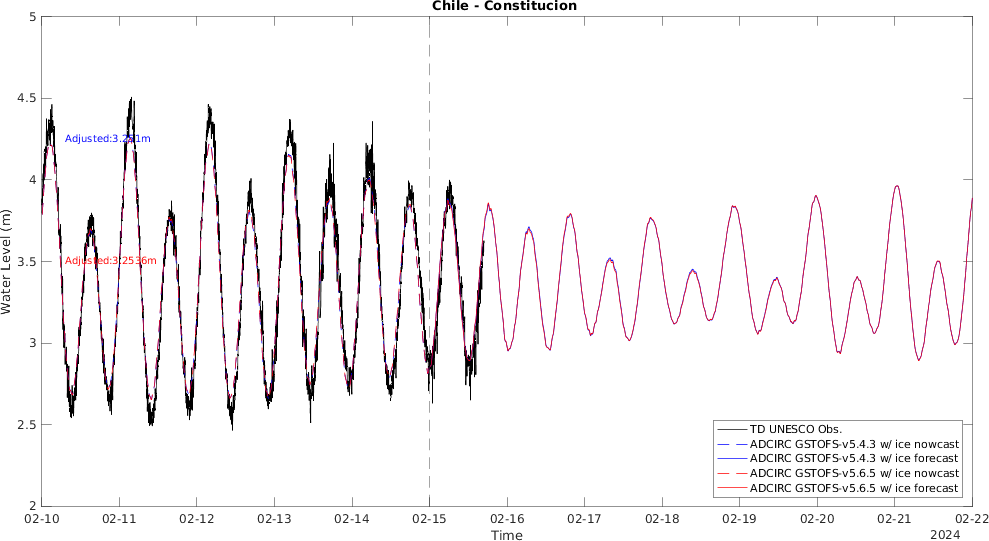 Chile - Constitucion
Water Level (m)
5
4.5
4
3.5
3
2.5
2
Adjusted:m
Adjusted:3.2536m
TD UNESCO Obs.
ADCIRC GSTOFS-v5.4.3 w/ ice nowcast
ADCIRC GSTOFS-v5.4.3 w/ ice forecast
ADCIRC GSTOFS-v5.6.5 w/ ice nowcast
ADCIRC GSTOFS-v5.6.5 w/ ice forecast
02-10 02-11 02-12 02-13 02-14 02-15 02-16 02-17 02-18 02-19 02-20 02-21 02-22
Time
2024